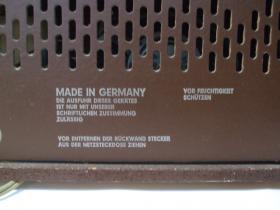 MADE IN GERMANY
DIE AUSFUHR DIESER GERÄTES
IST NUR MIT UNSERER
SCHRIFTLICHEN ZUSTIMMUNG
ZULÄSSIG
VOR FEUCHTIGKEIT
SCHÜTZEN
VOR ENTFERNEN DER RÜCKWAND STECKER
AUS DER NETZSTECKDOSE ZIEHEN